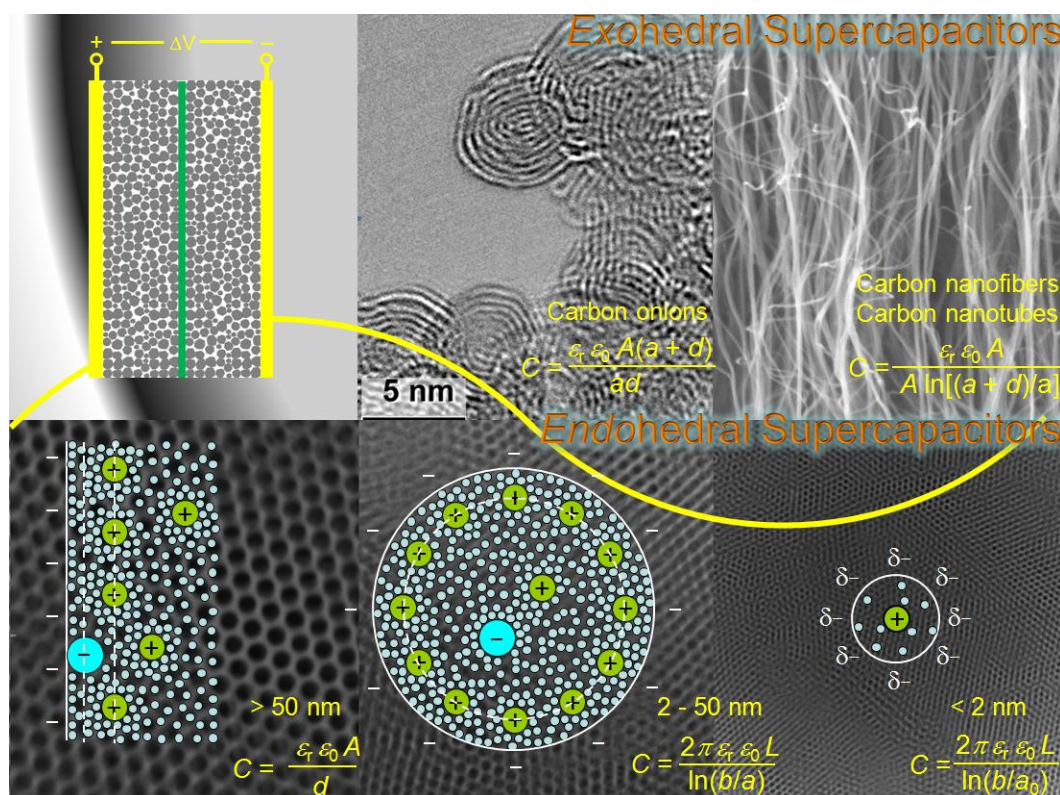 + ΔV −
Exohedral Supercapacitors
Carbon onions
C = εr ε0 A(a + d) / ad
5 nm
Carbon nanofibers
Carbon nanotubes
C = εr ε0 A / A ln[(a + d)/a]
Endohedral Supercapacitors
− − − − − −
+ + + + + +
−
> 50 nm
C = εr ε0 A / d
− − − − − − − −
+ + + + + + + + + + + + +
−
2 - 50 nm
C = 2π εr ε0 L / ln(b/a)
δ− δ− δ−
δ− + δ−
δ− δ− δ−
< 2 nm
C = 2π εr ε0 L / ln(b/a0)